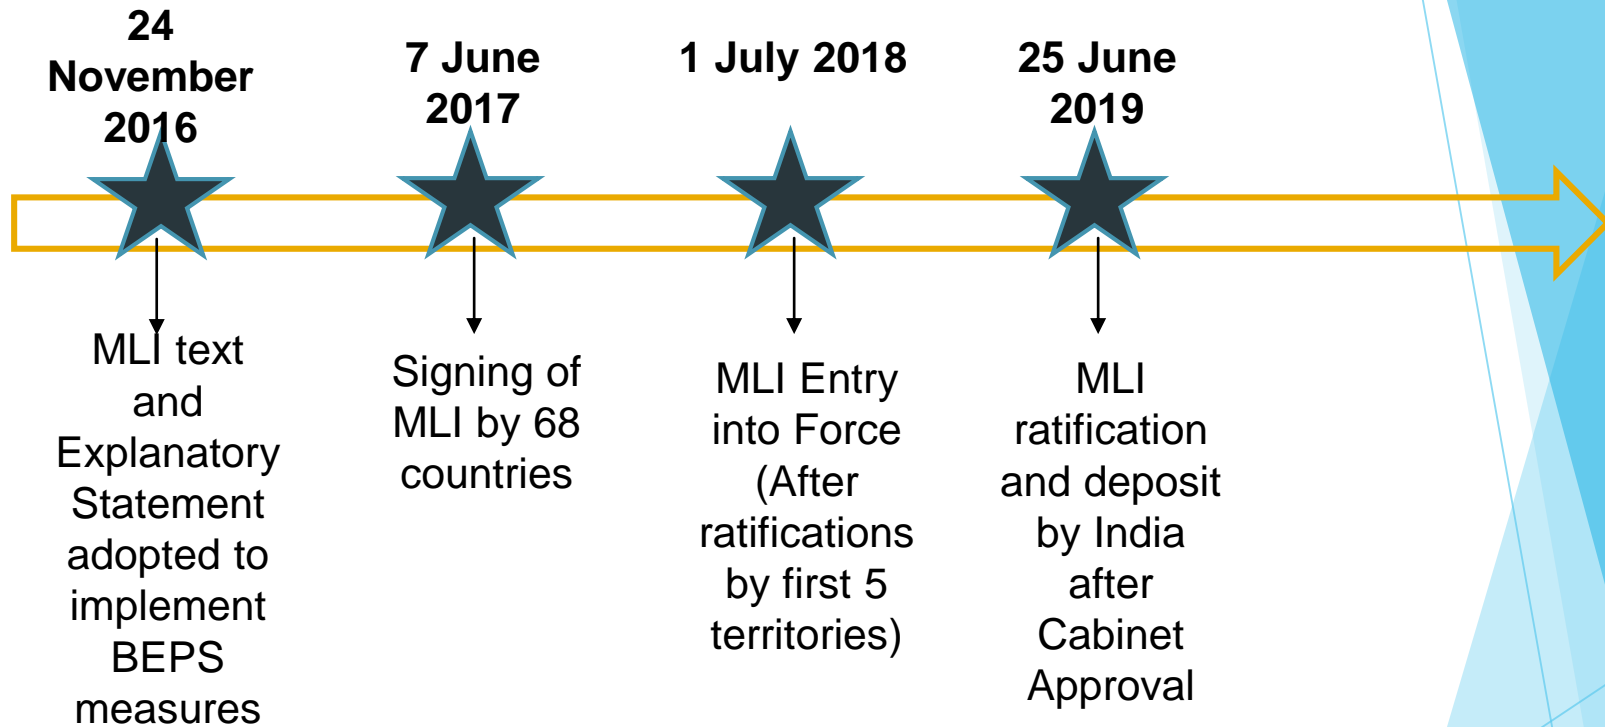 24
November
2016
7 June
2017
1 July 2018
25 June
2019
MLI text
and
Explanatory
Statement
adopted to
implement
BEPS
measures
Signing of
MLI by 68
countries
MLI Entry
into Force
(After
ratifications
by first 5
territories)
MLI
ratification
and deposit
by India
after
Cabinet
Approval